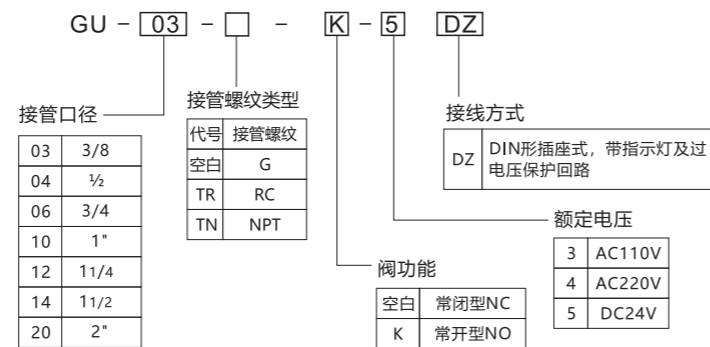 GU - 03 - □ - K - 5 DZ
接管口径
03 3/8
04 ½
06 3/4
10 1"
12 11/4
14 11/2
20 2"
接管螺纹类型
代号 接管螺纹
空白 G
TR RC
TN NPT
阀功能
空白 常闭型NC
K 常开型NO
接线方式
DZ DIN形插座式，带指示灯及过
电压保护回路
额定电压
3 AC110V
4 AC220V
5 DC24V